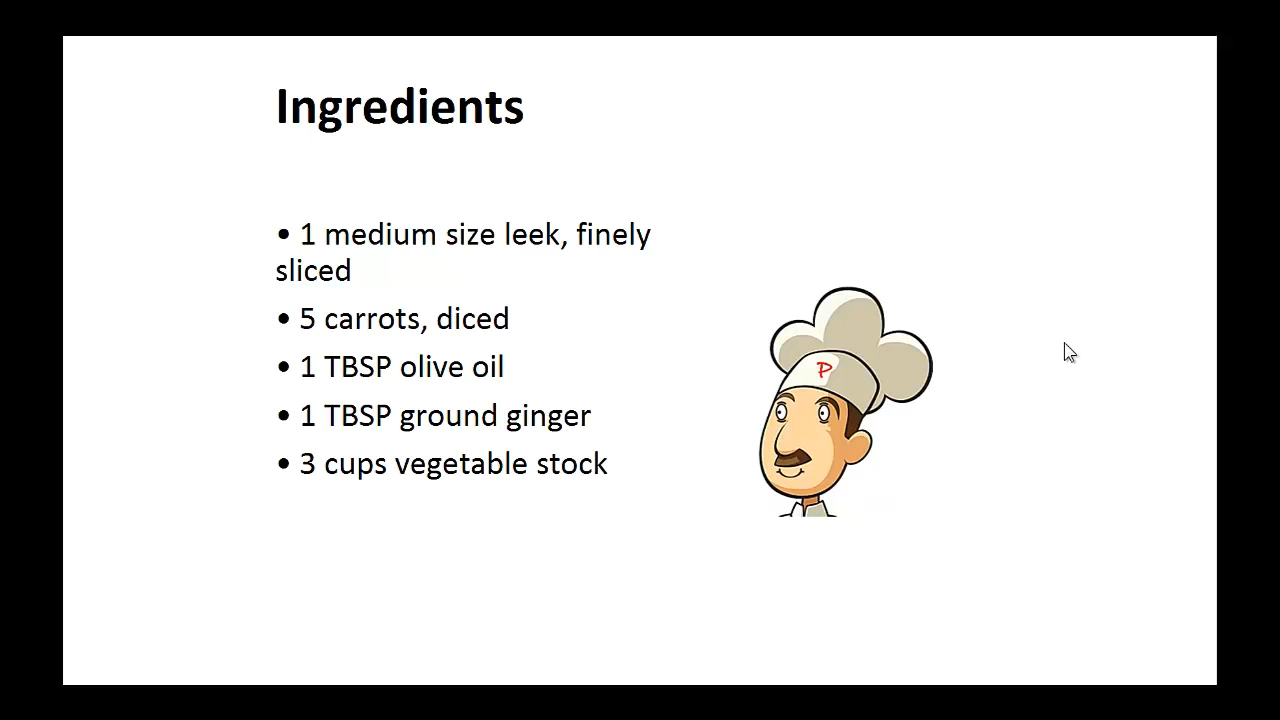 Ingredients
• 1 medium size leek, finely
sliced
• 5 carrots, diced
• 1 TBSP olive oil
• 1 TBSP ground ginger
• 3 cups vegetable stock
P